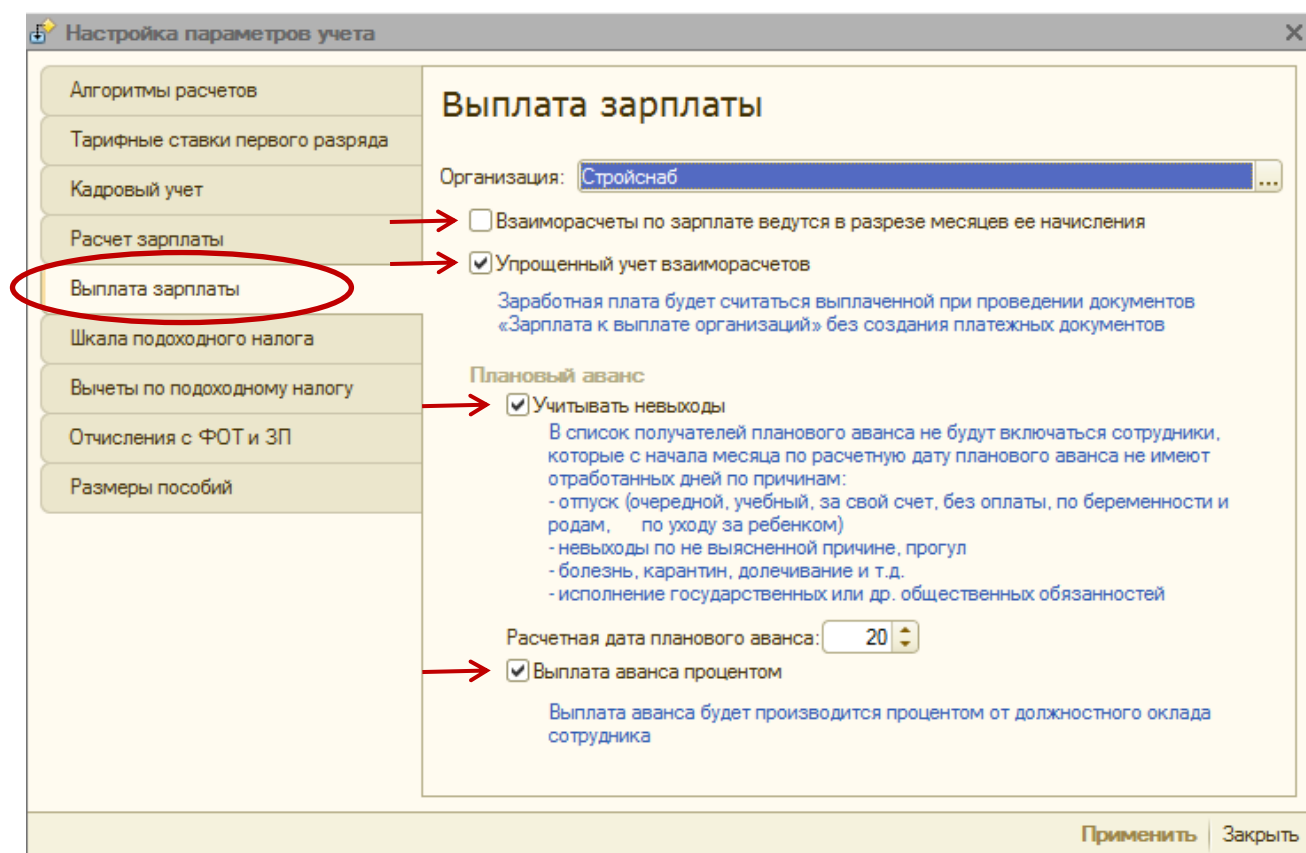 Настройка параметров учета
Алгоритмы расчетов
Тарифные ставки первого разряда
Кадровый учет
Расчет зарплаты
Выплата зарплаты
Шкала подоходного налога
Вычеты по подоходному налогу
Отчисления с ФОТ и ЗП
Размеры пособий
Выплата зарплаты
Организация: Стройснаб ...
Взаиморасчеты по зарплате ведутся в разрезе месяцев ее начисления
Упрощенный учет взаиморасчетов
Заработная плата будет считаться выплаченной при проведении документов
«Зарплата к выплате организаций» без создания платежных документов
Плановый аванс
Учитывать невыходы
В список получателей планового аванса не будут включаться сотрудники,
которые с начала месяца по расчетную дату планового аванса не имеют
отработанных дней по причинам:
- отпуск (очередной, учебный, за свой счет, без оплаты, по беременности и
родам, по уходу за ребенком)
- невыходы по не выясненной причине, прогул
- болезнь, карантин, долечивание и т.д.
- исполнение государственных или др. общественных обязанностей
Расчетная дата планового аванса: 20
Выплата аванса процентом
Выплата аванса будет производится процентом от должностного оклада
сотрудника
Применить Закрыть